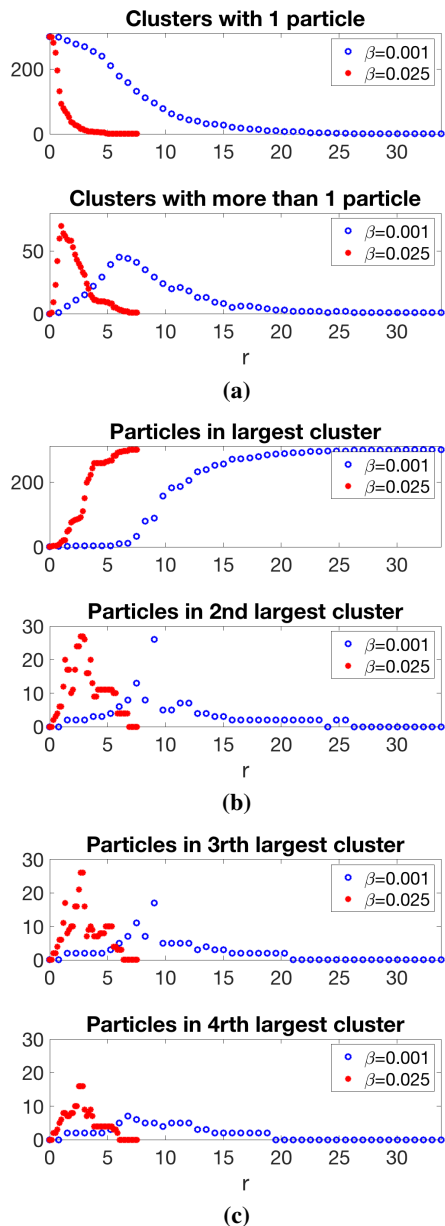 Clusters with 1 particle
200
0
β=0.001
β=0.025
0 5 10 15 20 25 30
Clusters with more than 1 particle
50
0
β=0.001
β=0.025
0 5 10 15 20 25 30
r
(a)
Particles in largest cluster
200
0
β=0.001
β=0.025
0 5 10 15 20 25 30
Particles in 2nd largest cluster
30
20
10
0
β=0.001
β=0.025
0 5 10 15 20 25 30
r
(b)
Particles in 3rth largest cluster
30
20
10
0
β=0.001
β=0.025
0 5 10 15 20 25 30
Particles in 4rth largest cluster
30
20
10
0
β=0.001
β=0.025
0 5 10 15 20 25 30
r
(c)